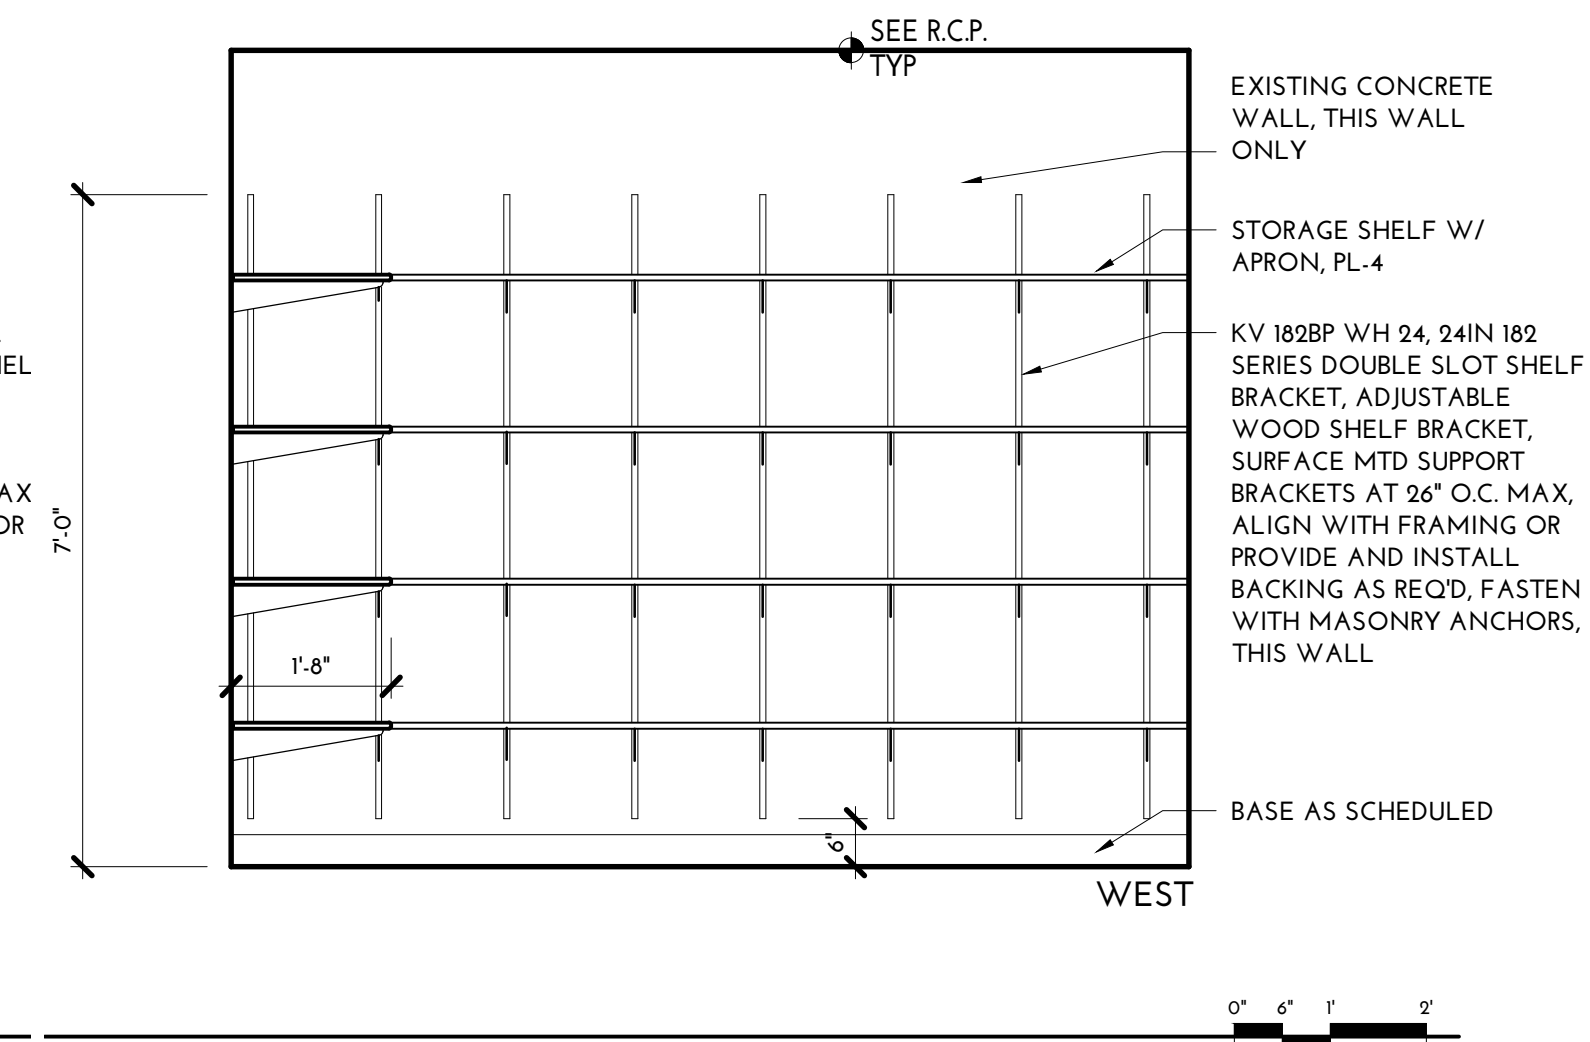 SEE R.C.P.
TYP
EXISTING CONCRETE
WALL, THIS WALL
ONLY
STORAGE SHELF W/
APRON, PL-4
KV 182BP WH 24, 24IN 182
SERIES DOUBLE SLOT SHELF
BRACKET, ADJUSTABLE
WOOD SHELF BRACKET,
SURFACE MTD SUPPORT
BRACKETS AT 26" O.C. MAX,
ALIGN WITH FRAMING OR
PROVIDE AND INSTALL
BACKING AS REQ'D, FASTEN
WITH MASONRY ANCHORS,
THIS WALL
BASE AS SCHEDULED
7'-0"
1'-8"
6"
WEST
0" 6" 1' 2'